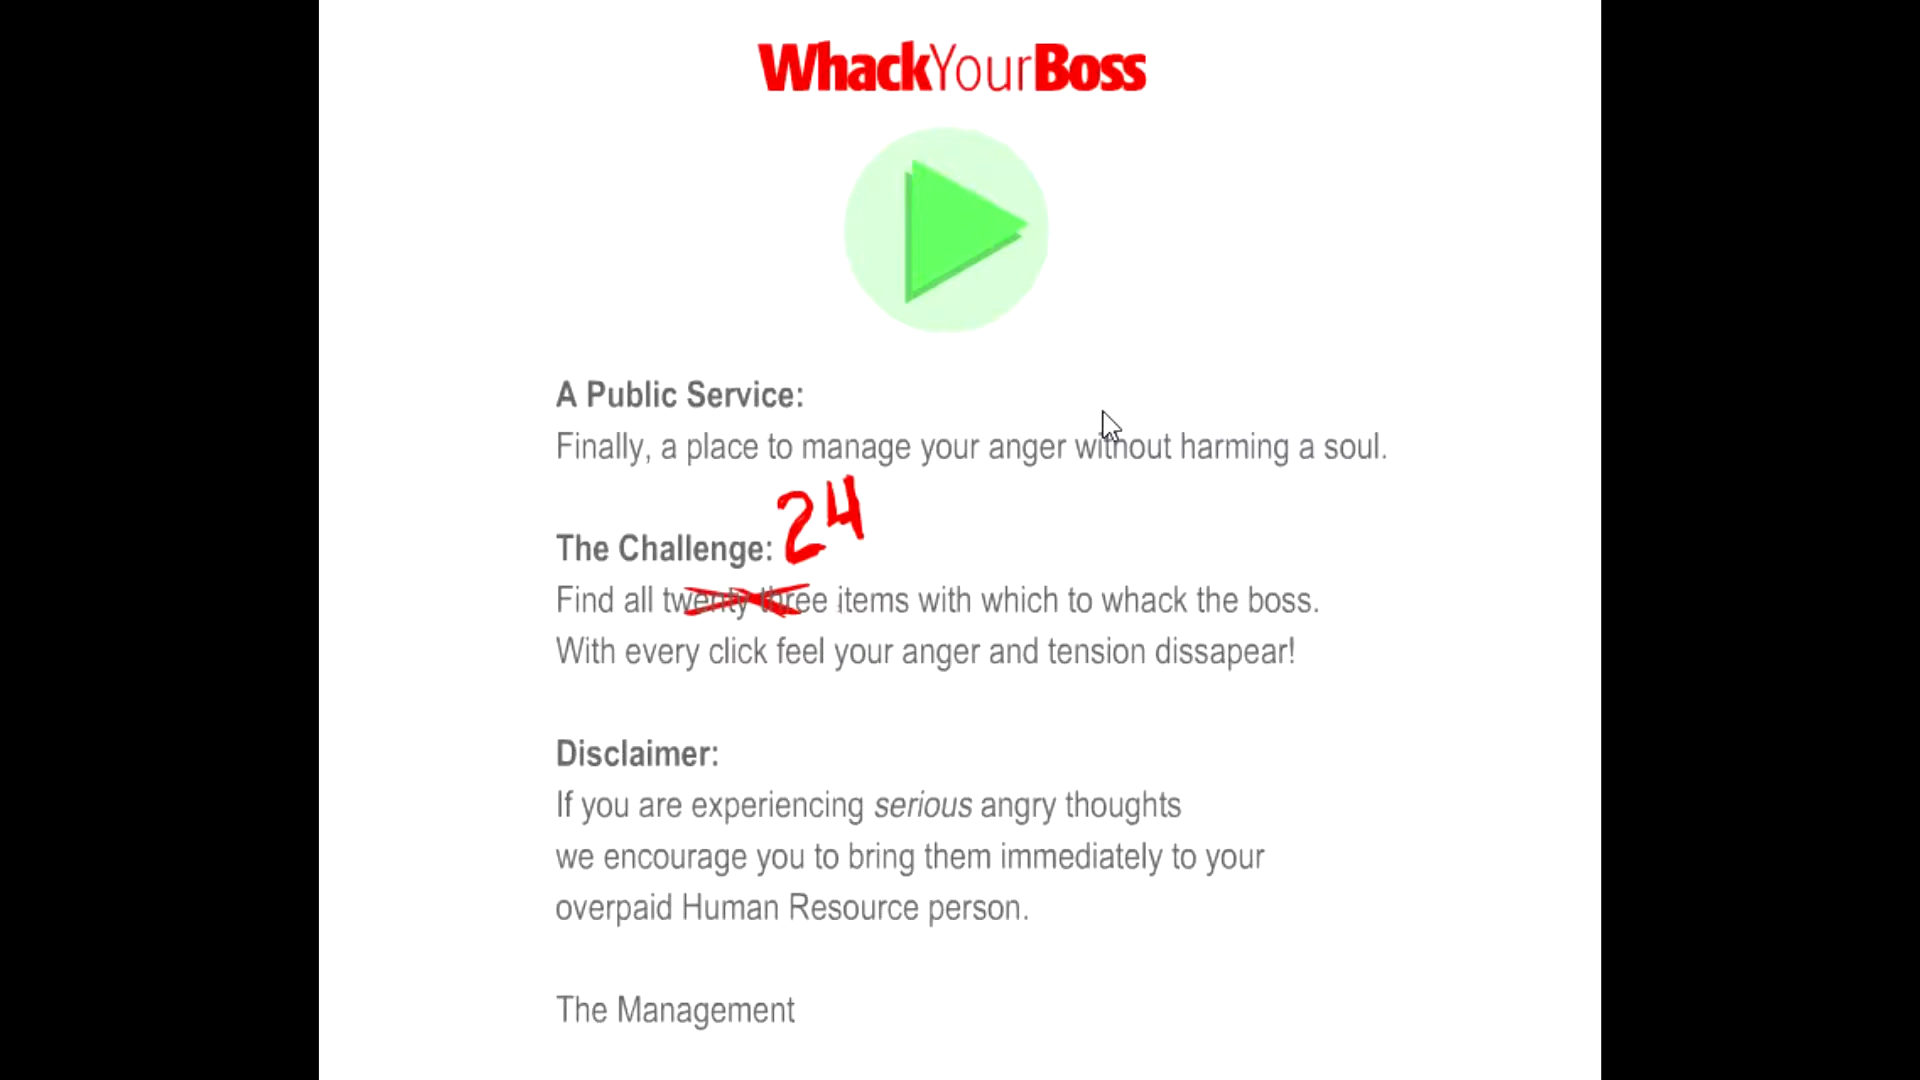 WhackYourBoss
A Public Service:
Finally, a place to manage your anger without harming a soul.
24
The Challenge:
Find all twenty three items with which to whack the boss.
With every click feel your anger and tension dissapear!
Disclaimer:
If you are experiencing serious angry thoughts
we encourage you to bring them immediately to your
overpaid Human Resource person.
The Management